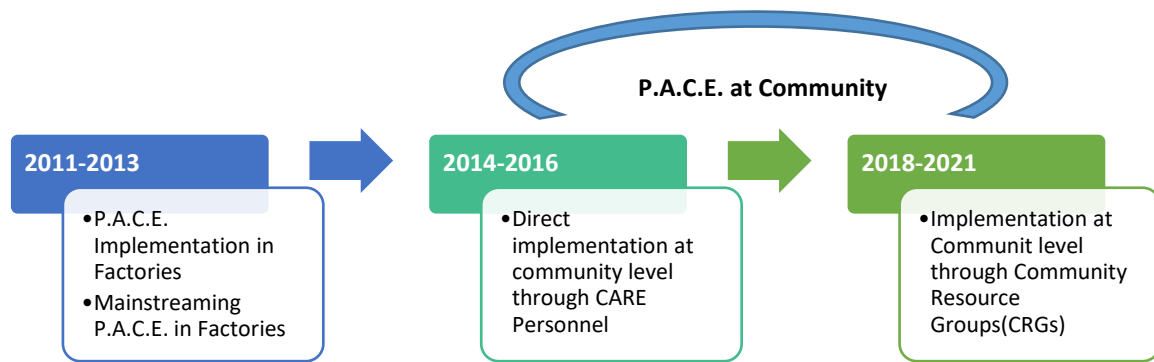 P.A.C.E. at Community
2011-2013
•P.A.C.E.
Implementation in
Factories
•Mainstreaming
P.A.C.E. in Factories
2014-2016
•Direct
implementation at
community level
through CARE
Personnel
2018-2021
•Implementation at
Communit level
through Community
Resource
Groups(CRGs)